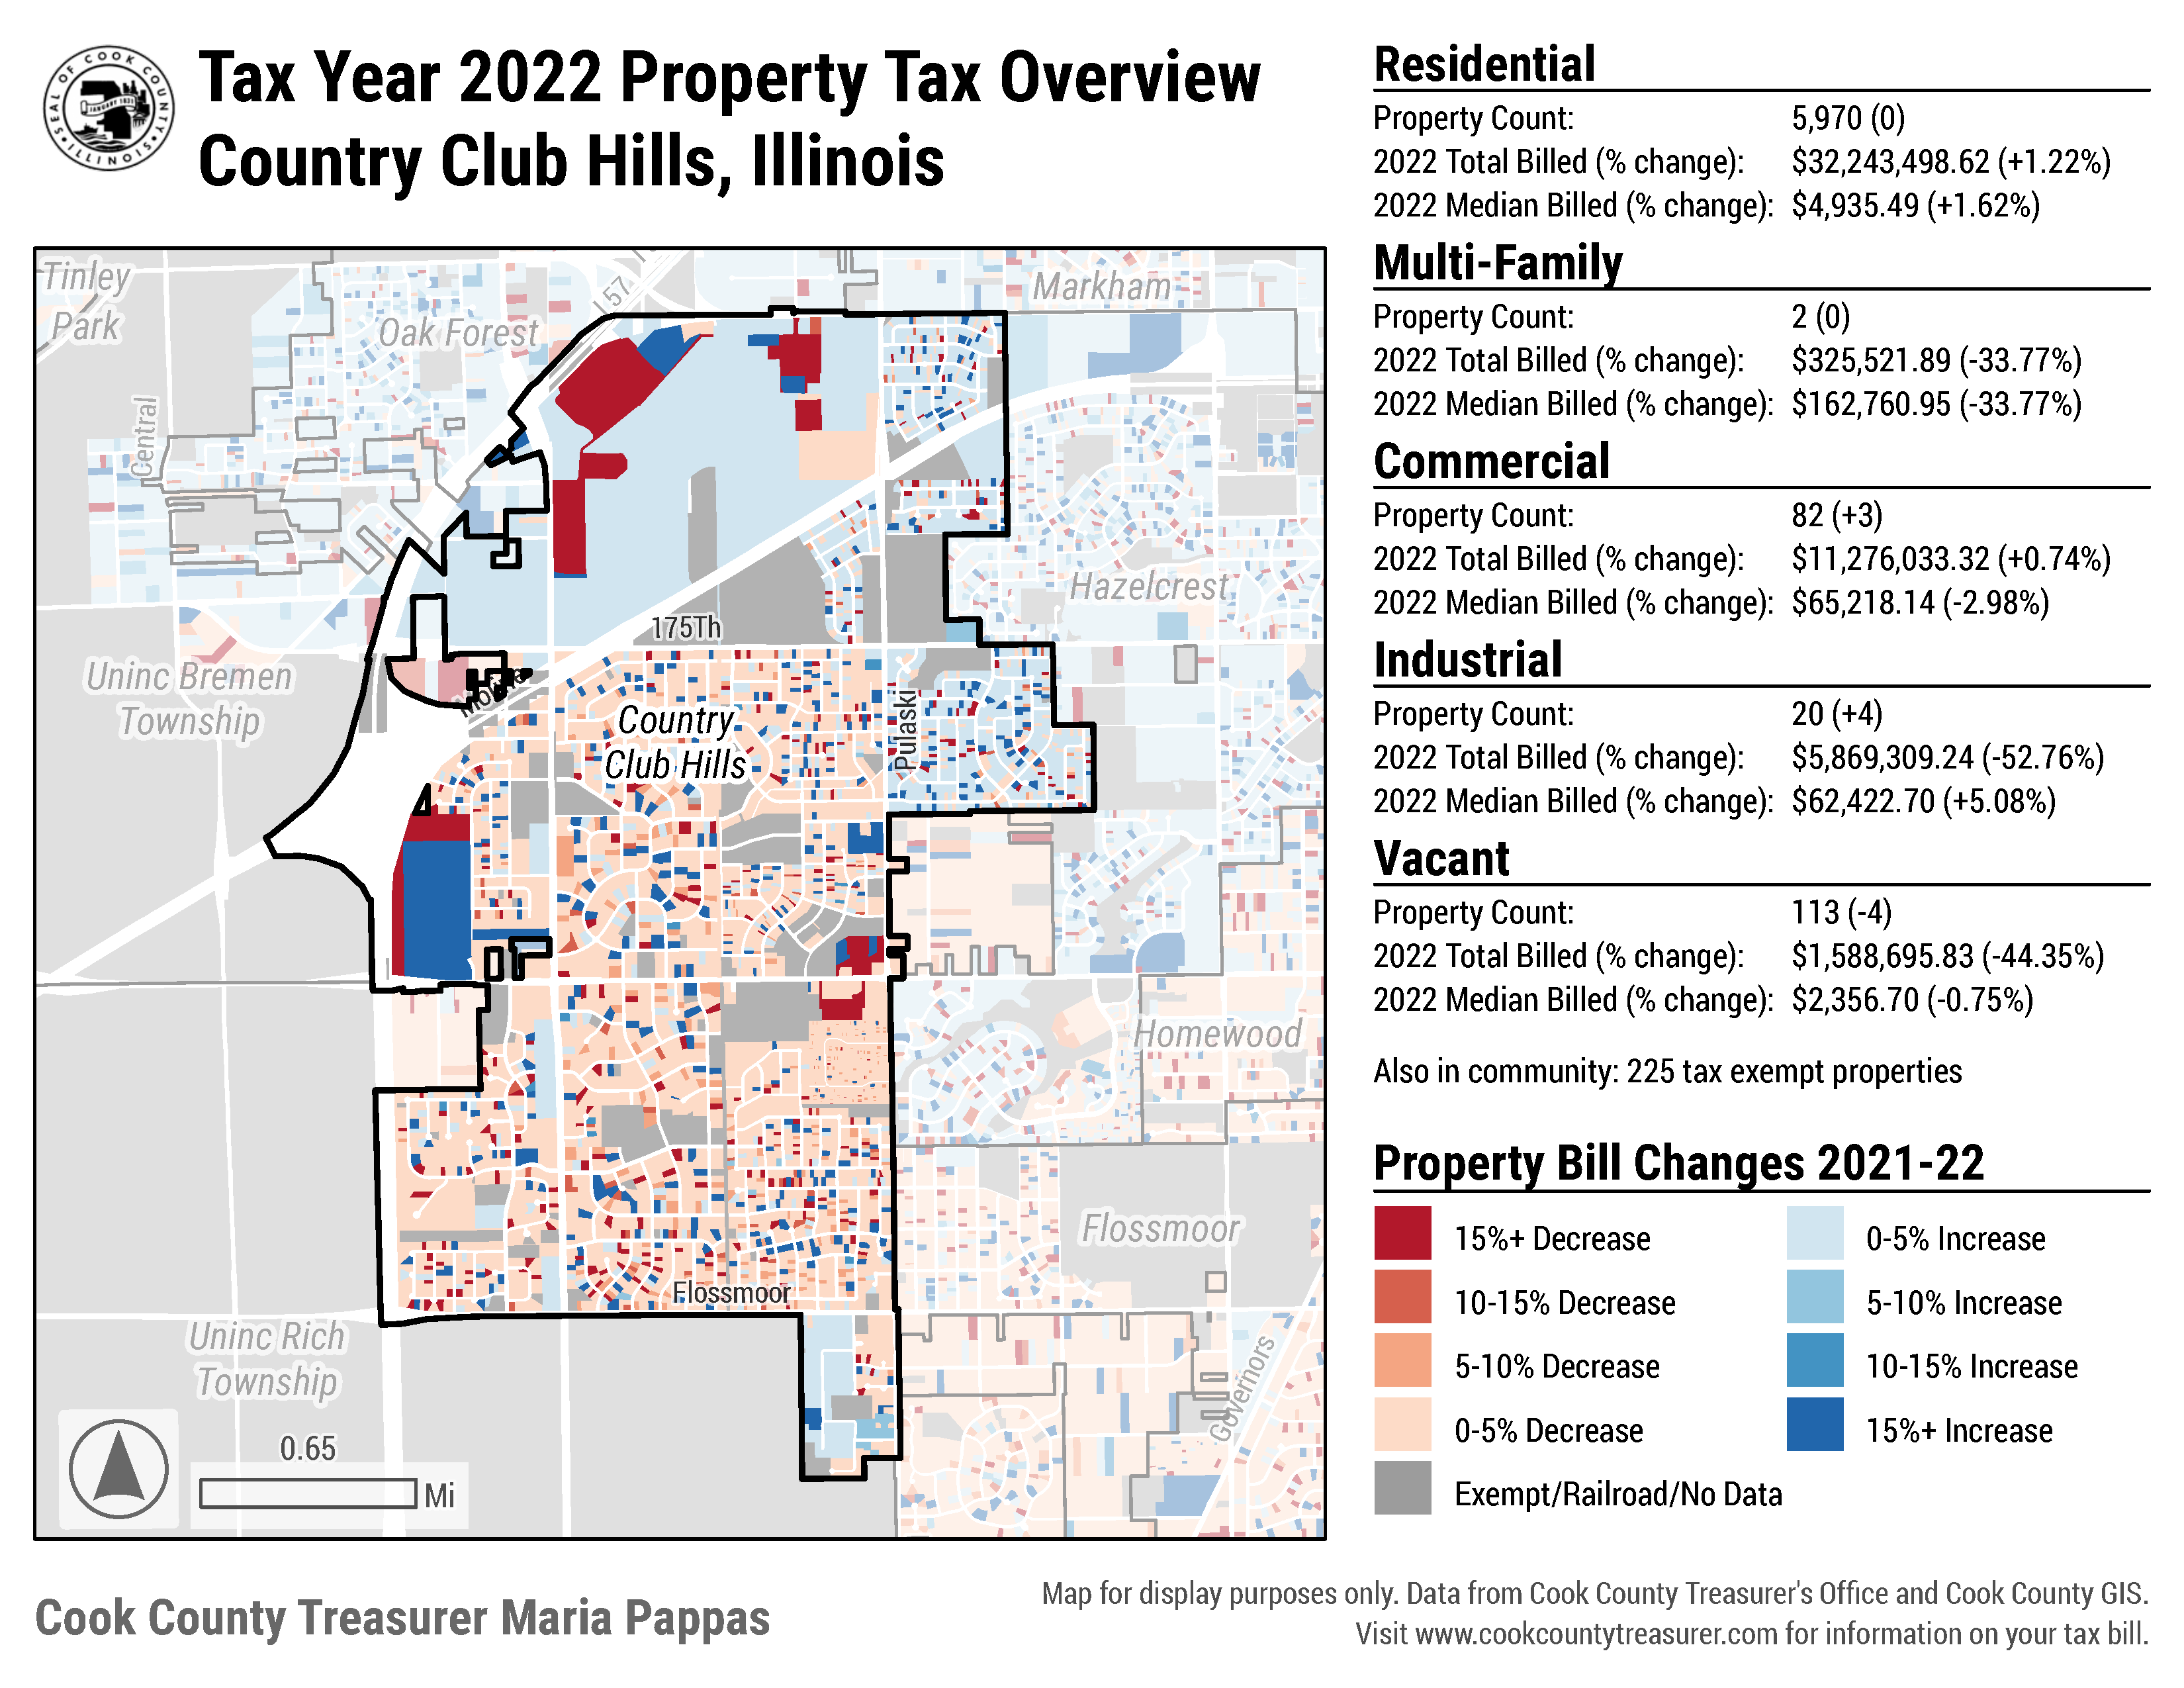 SEAL OF COOK COUNTY
ILLINOIS
JANUARY 1831
Tax Year 2022 Property Tax Overview
Country Club Hills, Illinois
Tinley
Park
Oak Forest
I 57
Markham
Central
Hazelcrest
175Th
Uninc Bremen
Township
Country
Club Hills
Pulaski
Homewood
Flossmoor
Flossmoor
Uninc Rich
Township
Governors
0.65
Mi
Residential
Property Count: 5,970 (0)
2022 Total Billed (% change): $32,243,498.62 (+1.22%)
2022 Median Billed (% change): $4,935.49 (+1.62%)
Multi-Family
Property Count: 2 (0)
2022 Total Billed (% change): $325,521.89 (-33.77%)
2022 Median Billed (% change): $162,760.95 (-33.77%)
Commercial
Property Count: 82 (+3)
2022 Total Billed (% change): $11,276,033.32 (+0.74%)
2022 Median Billed (% change): $65,218.14 (-2.98%)
Industrial
Property Count: 20 (+4)
2022 Total Billed (% change): $5,869,309.24 (-52.76%)
2022 Median Billed (% change): $62,422.70 (+5.08%)
Vacant
Property Count: 113 (-4)
2022 Total Billed (% change): $1,588,695.83 (-44.35%)
2022 Median Billed (% change): $2,356.70 (-0.75%)
Also in community: 225 tax exempt properties
Property Bill Changes 2021-22
15%+ Decrease
0-5% Increase
10-15% Decrease
5-10% Increase
5-10% Decrease
10-15% Increase
0-5% Decrease
15%+ Increase
Exempt/Railroad/No Data
Cook County Treasurer Maria Pappas
Map for display purposes only. Data from Cook County Treasurer's Office and Cook County GIS.
Visit www.cookcountytreasurer.com for information on your tax bill.